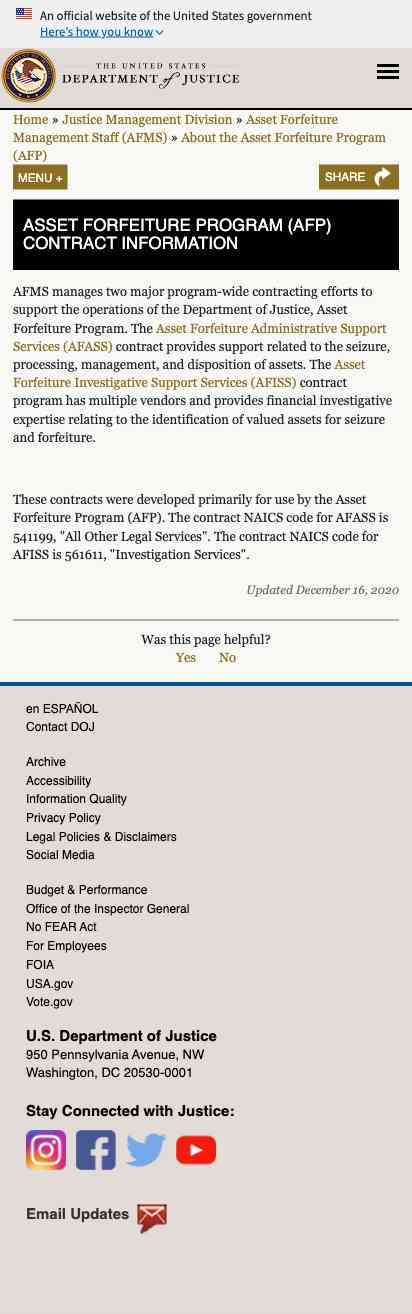 An official website of the United States government
Here's how you know
THE UNITED STATES
DEPARTMENT of JUSTICE
Home » Justice Management Division » Asset Forfeiture
Management Staff (AFMS) » About the Asset Forfeiture Program
(AFP)
MENU +
SHARE
ASSET FORFEITURE PROGRAM (AFP)
CONTRACT INFORMATION
AFMS manages two major program-wide contracting efforts to
support the operations of the Department of Justice, Asset
Forfeiture Program. The Asset Forfeiture Administrative Support
Services (AFASS) contract provides support related to the seizure,
processing, management, and disposition of assets. The Asset
Forfeiture Investigative Support Services (AFISS) contract
program has multiple vendors and provides financial investigative
expertise relating to the identification of valued assets for seizure
and forfeiture.
These contracts were developed primarily for use by the Asset
Forfeiture Program (AFP). The contract NAICS code for AFASS is
541199, "All Other Legal Services". The contract NAICS code for
AFISS is 561611, "Investigation Services".
Updated December 16, 2020
Was this page helpful?
Yes No
en ESPAÑOL
Contact DOJ
Archive
Accessibility
Information Quality
Privacy Policy
Legal Policies & Disclaimers
Social Media
Budget & Performance
Office of the Inspector General
No FEAR Act
For Employees
FOIA
USA.gov
Vote.gov
U.S. Department of Justice
950 Pennsylvania Avenue, NW
Washington, DC 20530-0001
Stay Connected with Justice:
Email Updates